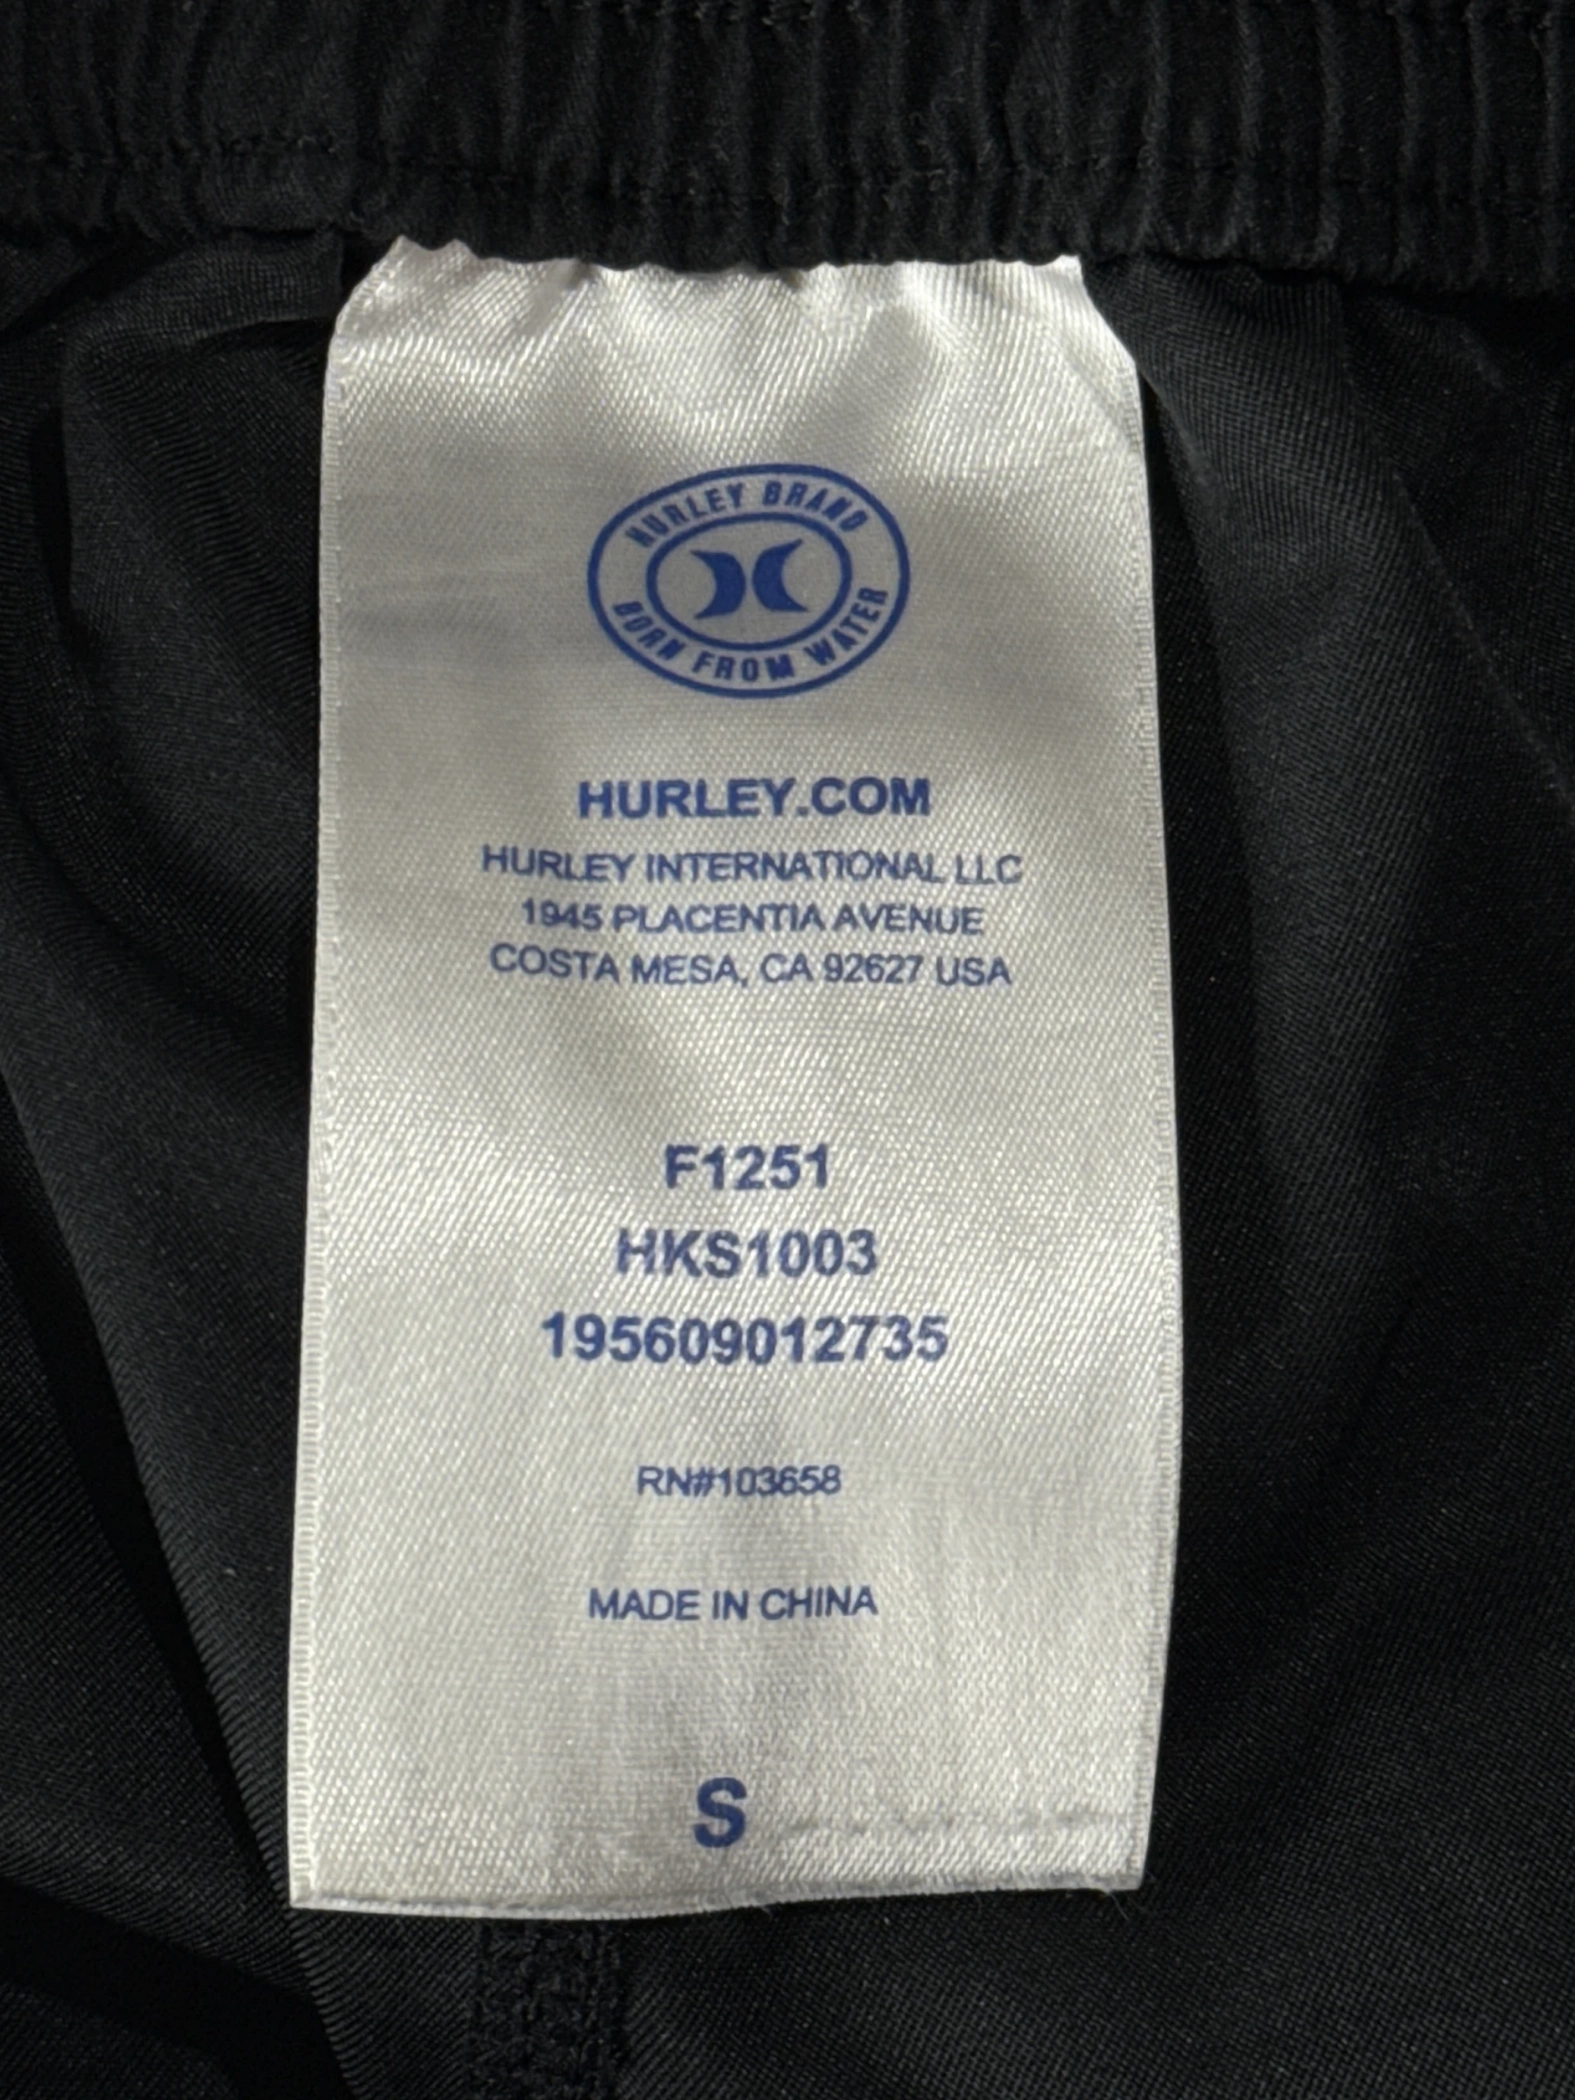 HURLEY BRAND
BORN FROM WATER
HURLEY.COM
HURLEY INTERNATIONAL LLC
1945 PLACENTIA AVENUE
COSTA MESA, CA 92627 USA
F1251
HKS1003
195609012735
RN#103658
MADE IN CHINA
S